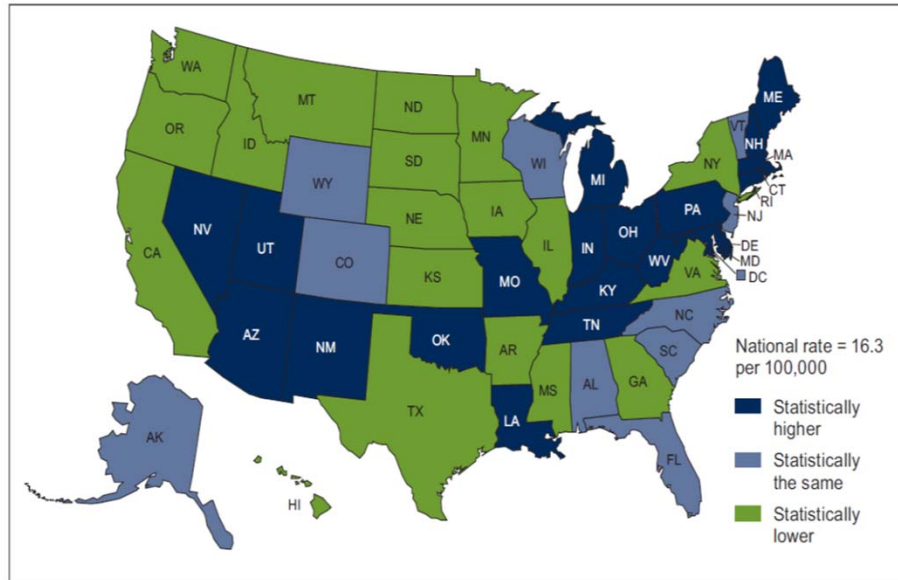 WA
MT
ND
MN
OR
ID
SD
WY
WI
MI
NY
VT
NH
ME
MA
CT
RI
NJ
PA
NE
IA
IL
IN
OH
DE
MD
DC
WV
VA
NV
UT
CO
KS
MO
KY
CA
AZ
NM
OK
AR
TN
NC
SC
TX
LA
MS
AL
GA
FL
AK
HI
National rate = 16.3
per 100,000
Statistically
higher
Statistically
the same
Statistically
lower